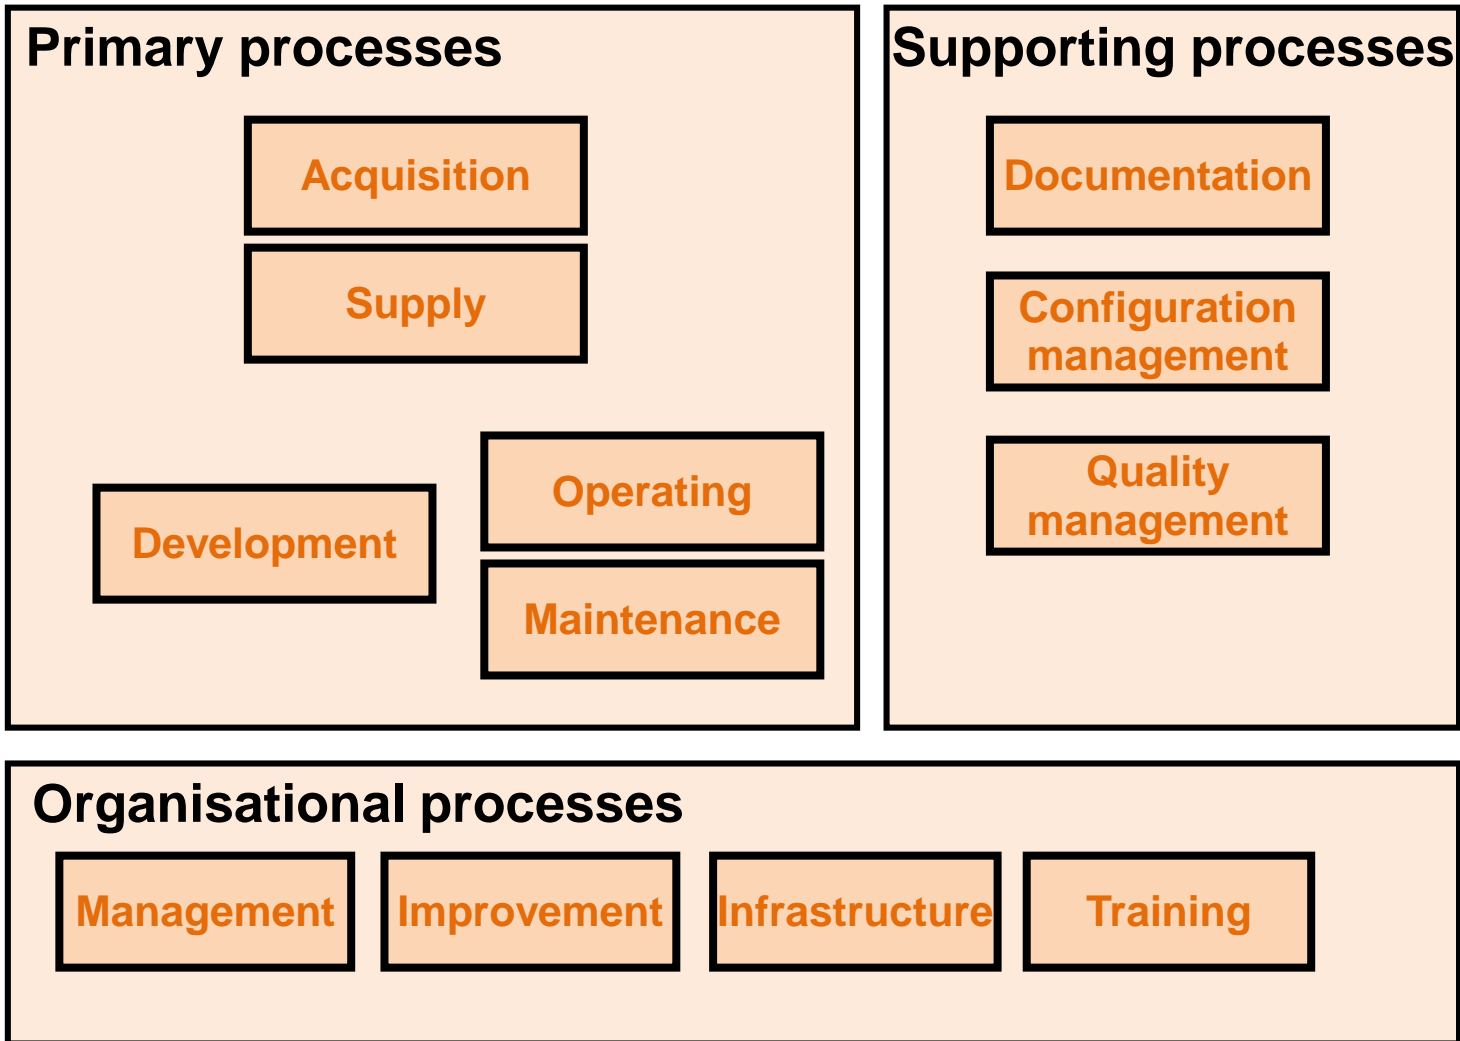 Primary processes
Acquisition
Supply
Development
Operating
Maintenance
Supporting processes
Documentation
Configuration
management
Quality
management
Organisational processes
Management
Improvement
Infrastructure
Training